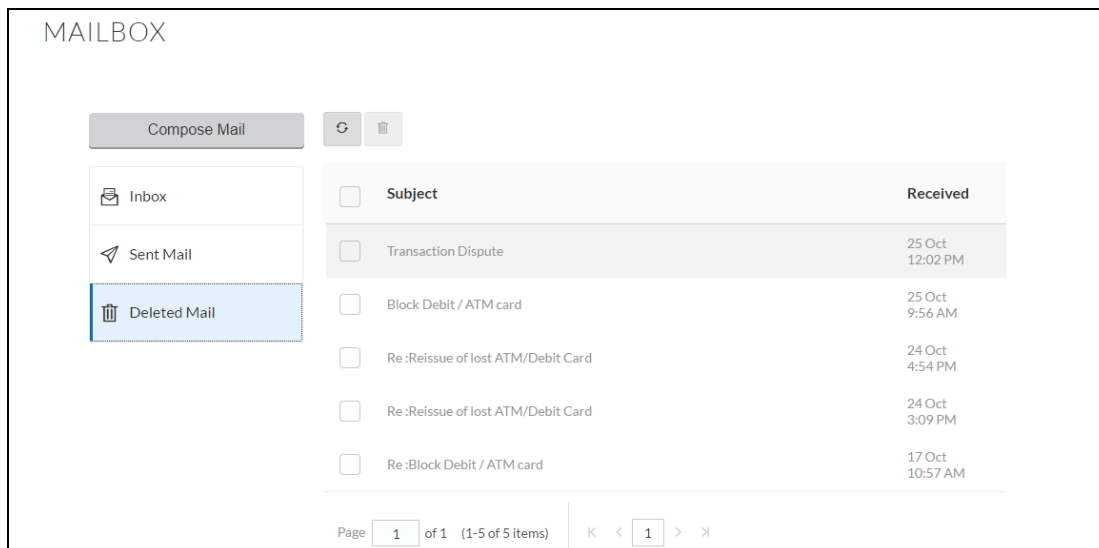 MAILBOX
Compose Mail
Inbox
Sent Mail
Deleted Mail
Subject Received
Transaction Dispute 25 Oct
12:02 PM
Block Debit / ATM card 25 Oct
9:56 AM
Re :Reissue of lost ATM/Debit Card 24 Oct
4:54 PM
Re :Reissue of lost ATM/Debit Card 24 Oct
3:09 PM
Re :Block Debit / ATM card 17 Oct
10:57 AM
Page 1 of 1 (1-5 of 5 items) 1